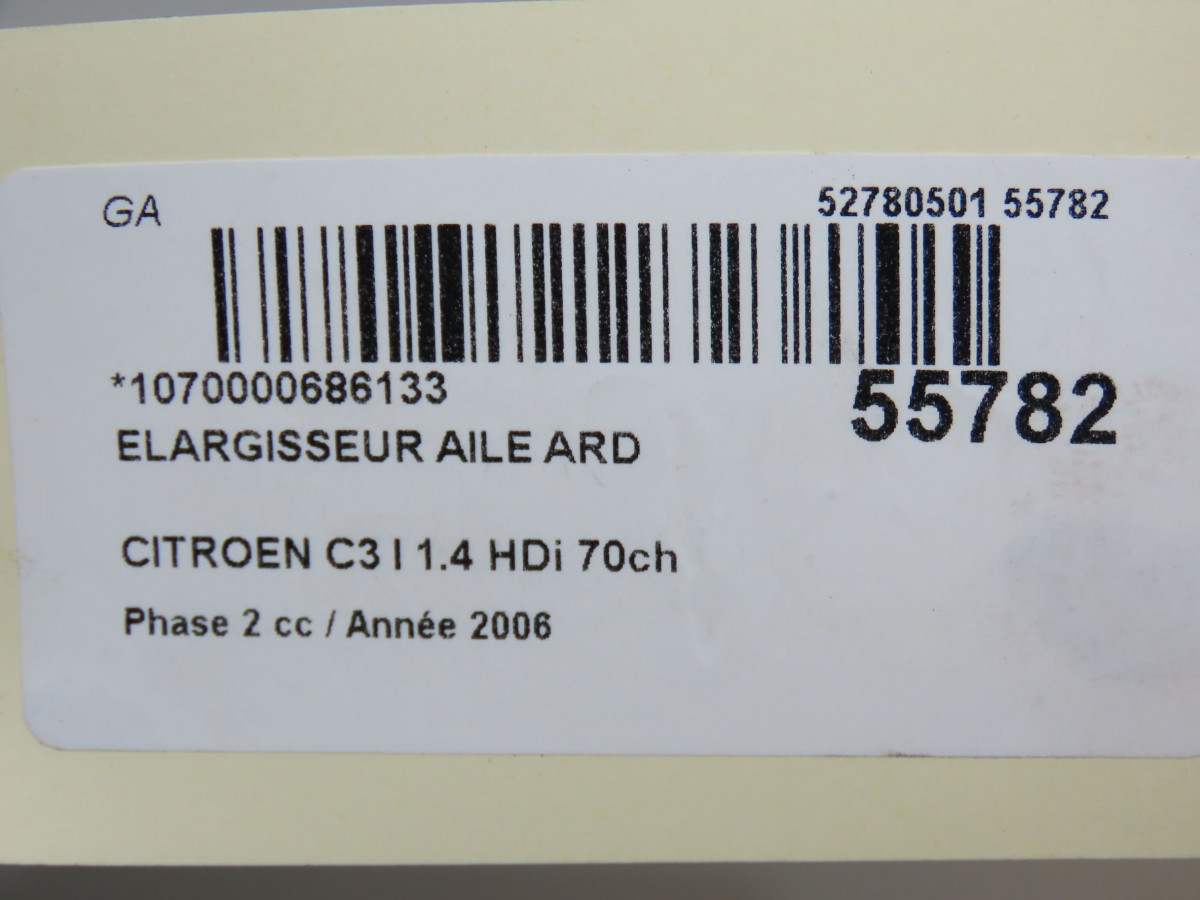 GA
52780501 55782
*1070000686133
55782
ELARGISSEUR AILE ARD
CITROEN C3 I 1.4 HDi 70ch
Phase 2 cc / Année 2006